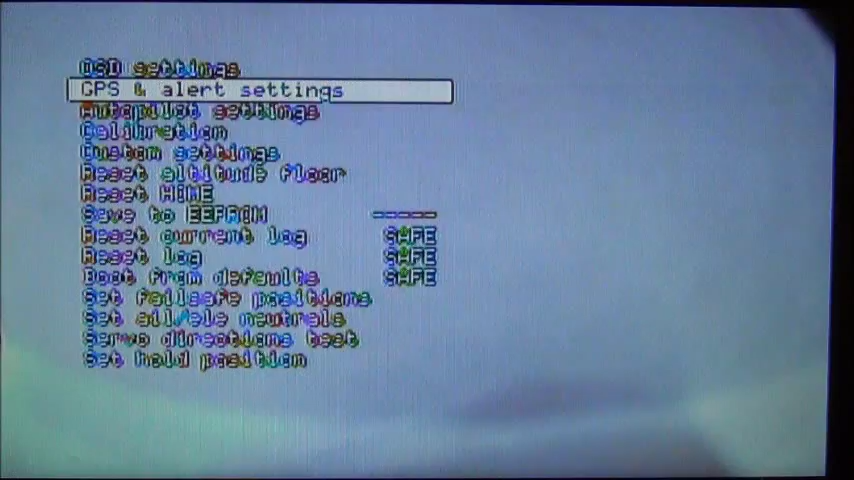 OSD settings
GPS & alert settings
Autopilot settings
Calibration
Custom settings
Reset altitude floor
Reset HOME
Save to EEPROM -----
Reset current log SAFE
Reset log SAFE
Boot from defaults SAFE
Set failsafe positions
Set ail/ele neutrals
Servo directions test
Set hold position